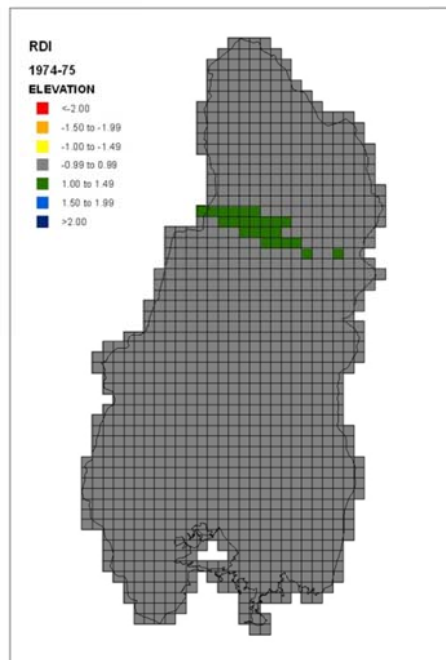 RDI
1974-75
ELEVATION
<-2.00
-1.50 to -1.99
-1.00 to -1.49
-0.99 to 0.99
1.00 to 1.49
1.50 to 1.99
>2.00